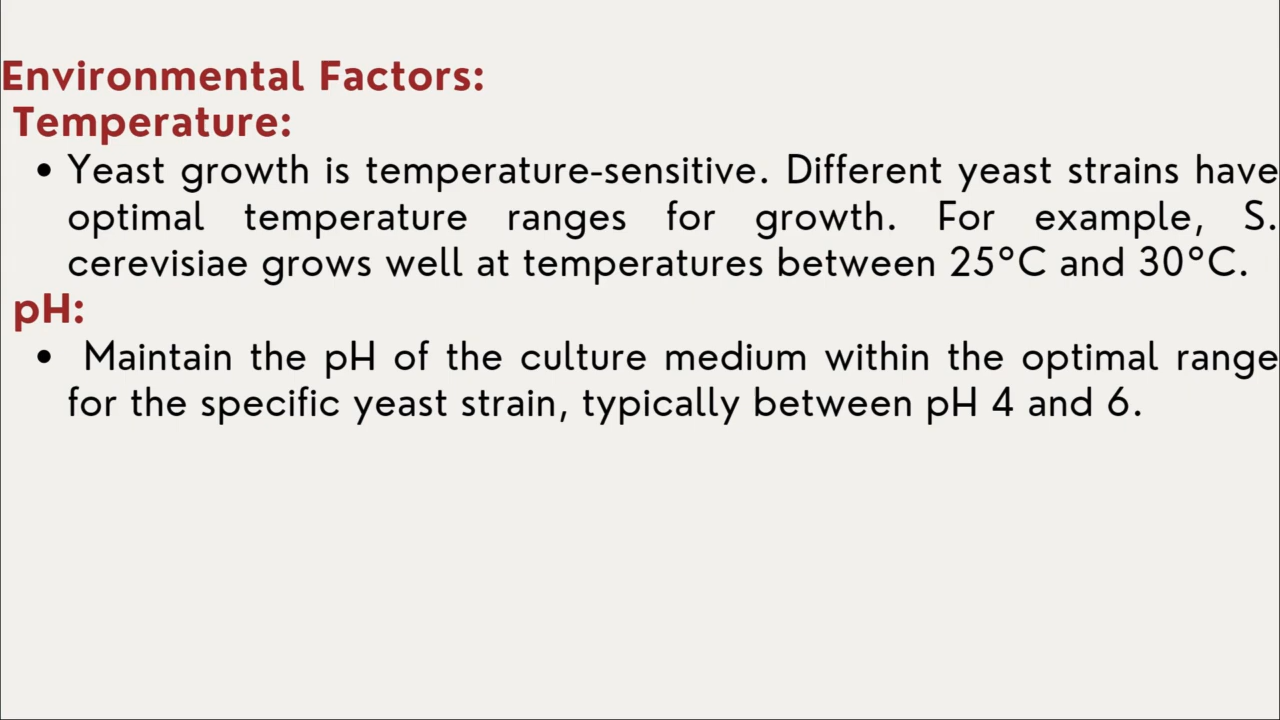 Environmental Factors:
Temperature:
• Yeast growth is temperature-sensitive. Different yeast strains have
optimal temperature ranges for growth. For example, S.
cerevisiae grows well at temperatures between 25°C and 30°C.
pH:
• Maintain the pH of the culture medium within the optimal range
for the specific yeast strain, typically between pH 4 and 6.